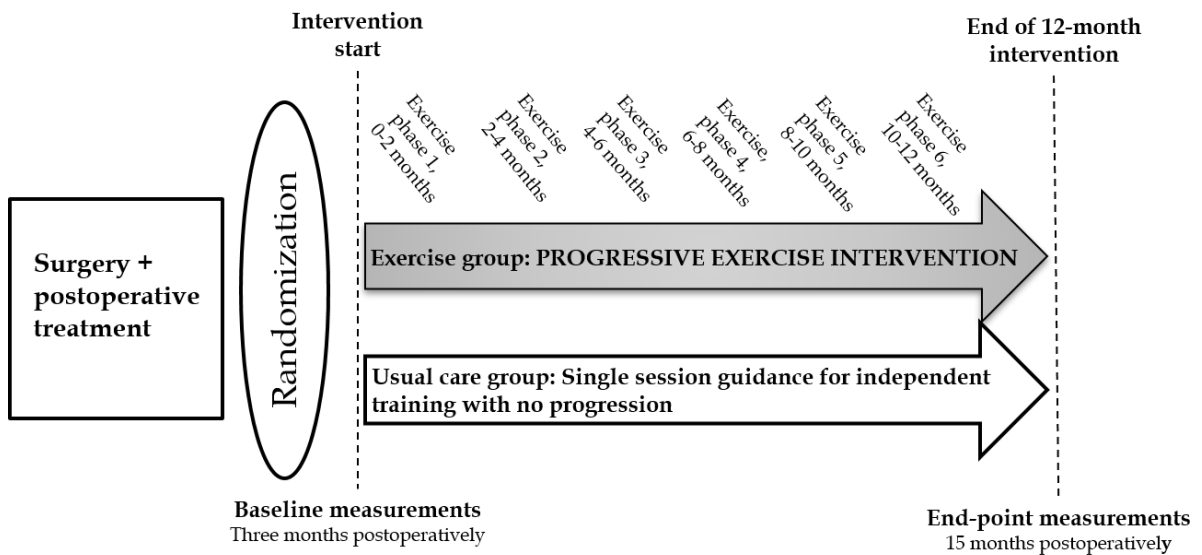 Intervention
start
End of 12-month
intervention
Exercise
phase 1,
0-2 months
Exercise
phase 2,
2-4 months
Exercise
phase 3,
4-6 months
Exercise,
phase 4,
6-8 months
Exercise
phase 5,
8-10 months
Exercise
phase 6,
10-12 months
Surgery +
postoperative
treatment
Randomization
Exercise group: PROGRESSIVE EXERCISE INTERVENTION
Usual care group: Single session guidance for independent
training with no progression
Baseline measurements
Three months postoperatively
End-point measurements
15 months postoperatively